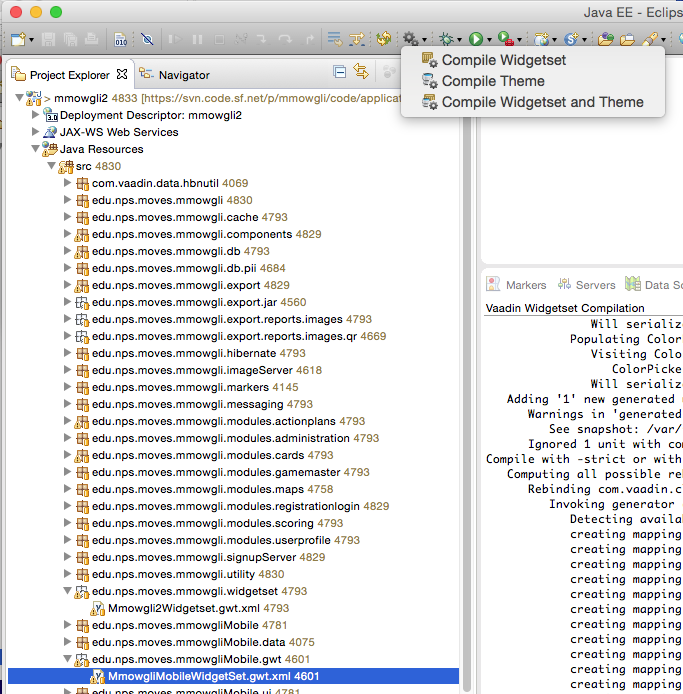 Java EE - Eclips
010
Compile Widgetset
Compile Theme
Compile Widgetset and Theme
Project Explorer
Navigator
> mmowgli2 4833 [https://svn.code.sf.net/p/mmowgli/code/applicat
Deployment Descriptor: mmowgli2
JAX-WS Web Services
Java Resources
src 4830
com.vaadin.data.hbnutil 4069
edu.nps.moves.mmowgli 4830
edu.nps.moves.mmowgli.cache 4793
edu.nps.moves.mmowgli.components 4829
edu.nps.moves.mmowgli.db 4793
edu.nps.moves.mmowgli.db.pii 4684
edu.nps.moves.mmowgli.export 4829
edu.nps.moves.mmowgli.export.jar 4560
edu.nps.moves.mmowgli.export.reports.images 4793
edu.nps.moves.mmowgli.export.reports.images.qr 4669
edu.nps.moves.mmowgli.hibernate 4793
edu.nps.moves.mmowgli.imageServer 4618
edu.nps.moves.mmowgli.markers 4145
edu.nps.moves.mmowgli.messaging 4793
edu.nps.moves.mmowgli.modules.actionplans 4793
edu.nps.moves.mmowgli.modules.administration 4793
edu.nps.moves.mmowgli.modules.cards 4793
edu.nps.moves.mmowgli.modules.gamemaster 4793
edu.nps.moves.mmowgli.modules.maps 4758
edu.nps.moves.mmowgli.modules.registrationlogin 4829
edu.nps.moves.mmowgli.modules.scoring 4793
edu.nps.moves.mmowgli.modules.userprofile 4793
edu.nps.moves.mmowgli.signupServer 4829
edu.nps.moves.mmowgli.utility 4830
edu.nps.moves.mmowgli.widgetset 4793
Mmowgli2Widgetset.gwt.xml 4793
edu.nps.moves.mmowgliMobile 4781
edu.nps.moves.mmowgliMobile.data 4075
edu.nps.moves.mmowgliMobile.gwt 4601
MmowgliMobileWidgetSet.gwt.xml 4601
edu.nps.moves.mmowgliMobile.ui 4781
Markers
Servers
Data So
Vaadin Widgetset Compilation
Will serialize
Populating Color
Visiting Colo
ColorPicke
Will serialize
Adding '1' new generated
Warnings in 'generated
See snapshot: /var/
Ignored 1 unit with com
Compile with -strict or with
Computing all possible reb
Rebinding com.vaadin.c
Invoking generator
Detecting availab
creating mapping
creating mapping
creating mapping
creating mapping
creating mapping
creating mapping
creating mapping
creating mapping
creating mapping
creating mapping
creating mapping